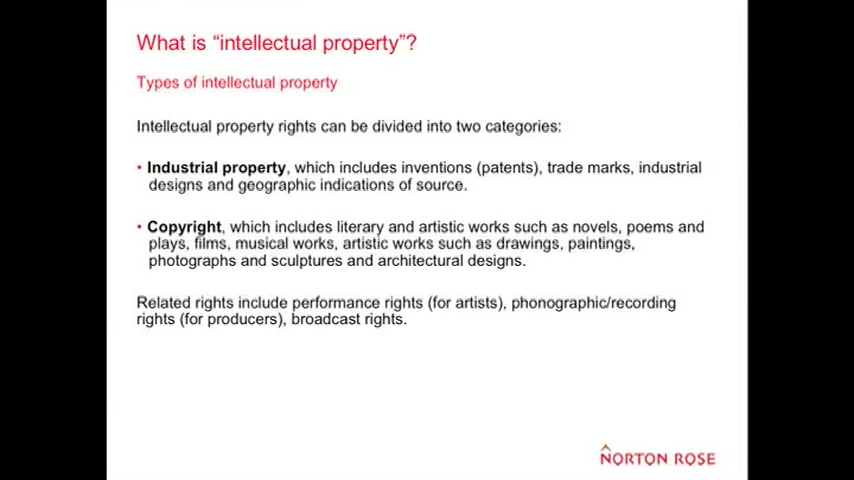 What is “intellectual property”?
Types of intellectual property
Intellectual property rights can be divided into two categories:
• Industrial property, which includes inventions (patents), trade marks, industrial
designs and geographic indications of source.
• Copyright, which includes literary and artistic works such as novels, poems and
plays, films, musical works, artistic works such as drawings, paintings,
photographs and sculptures and architectural designs.
Related rights include performance rights (for artists), phonographic/recording
rights (for producers), broadcast rights.
NORTON ROSE